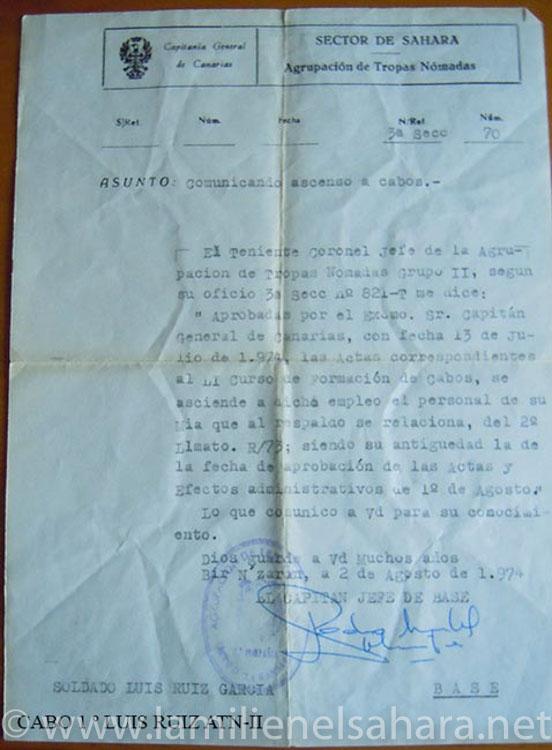 Capitanía General
de Canarias
SECTOR DE SAHARA
Agrupación de Tropas Nómadas
S/Ref.
Núm.
Fecha
N/Ref.
Núm.
3ª Secc
70
ASUNTO: Comunicando ascenso a cabos.-
El Teniente Coronel Jefe de la Agru-
pacion de Tropas Nómadas Grupo II, segun
su oficio 3ª Secc nº 821-T me dice:
" Aprobadas por el Excmo. Sr. Capitán
General de Canarias, con fecha 13 de Ju-
lio de 1.974, las Actas correspondientes
al LI Curso de Formación de Cabos, se
asciende a dicho empleo el personal de su
Mia que al respaldo se relaciona, del 2º
Llmato. R/73; siendo su antiguedad la de
la fecha de aprobación de las Actas y
Efectos administrativos de 1º de Agosto."
Lo que comunico a Vd para su conocimi-
ento.
Dios guarde a Vd Muchos años
Bir N'zaran, a 2 de Agosto de 1.974
EL CAPITAN JEFE DE BASE
SOLDADO LUIS RUIZ GARCIA
BASE
©www.lamilienelsahara.net
CABO 1º LUIS RUIZ ATN-II